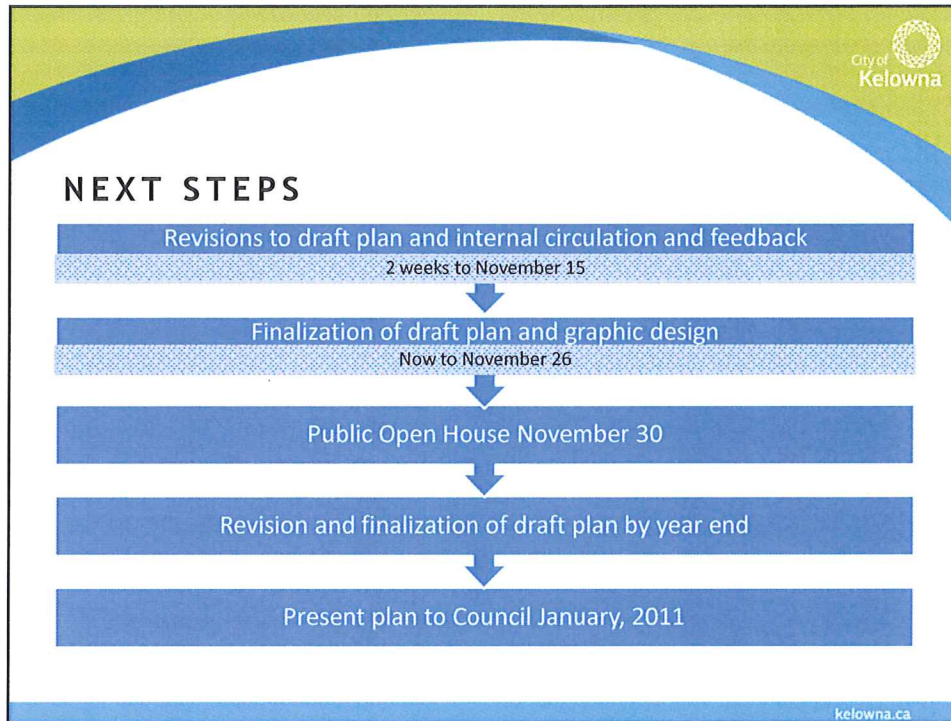 City of
Kelowna
NEXT STEPS
Revisions to draft plan and internal circulation and feedback
2 weeks to November 15
Finalization of draft plan and graphic design
Now to November 26
Public Open House November 30
Revision and finalization of draft plan by year end
Present plan to Council January, 2011
kelowna.ca